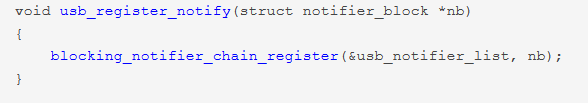 void usb_register_notify(struct notifier_block *nb)
{
    blocking_notifier_chain_register(&usb_notifier_list, nb);
}